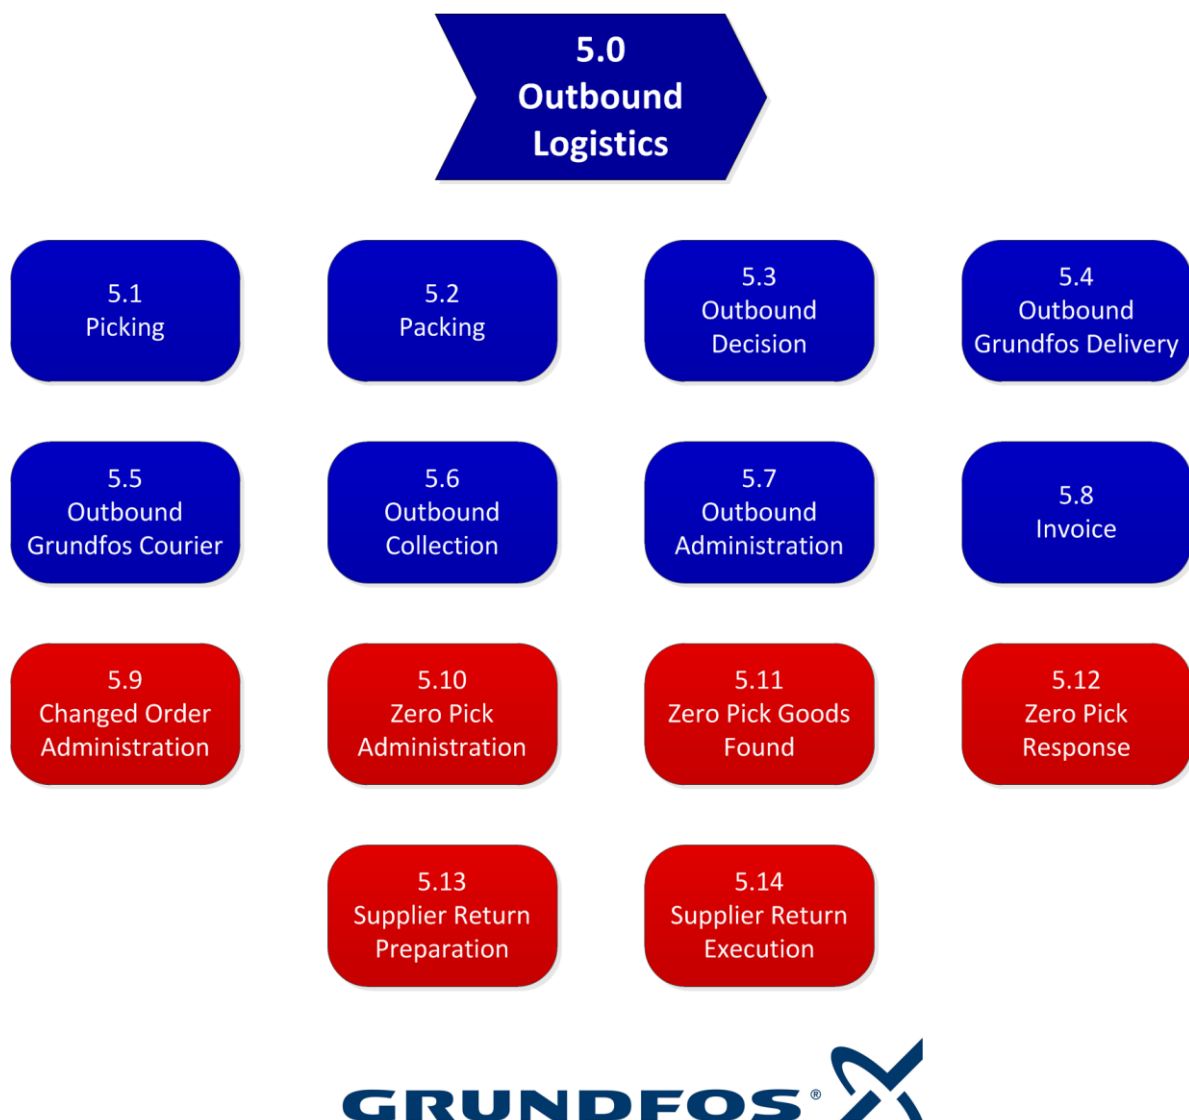 5.0
Outbound
Logistics
5.1
Picking
5.2
Packing
5.3
Outbound
Decision
5.4
Outbound
Grundfos Delivery
5.5
Outbound
Grundfos Courier
5.6
Outbound
Collection
5.7
Outbound
Administration
5.8
Invoice
5.9
Changed Order
Administration
5.10
Zero Pick
Administration
5.11
Zero Pick Goods
Found
5.12
Zero Pick
Response
5.13
Supplier Return
Preparation
5.14
Supplier Return
Execution
GRUNDFOS®